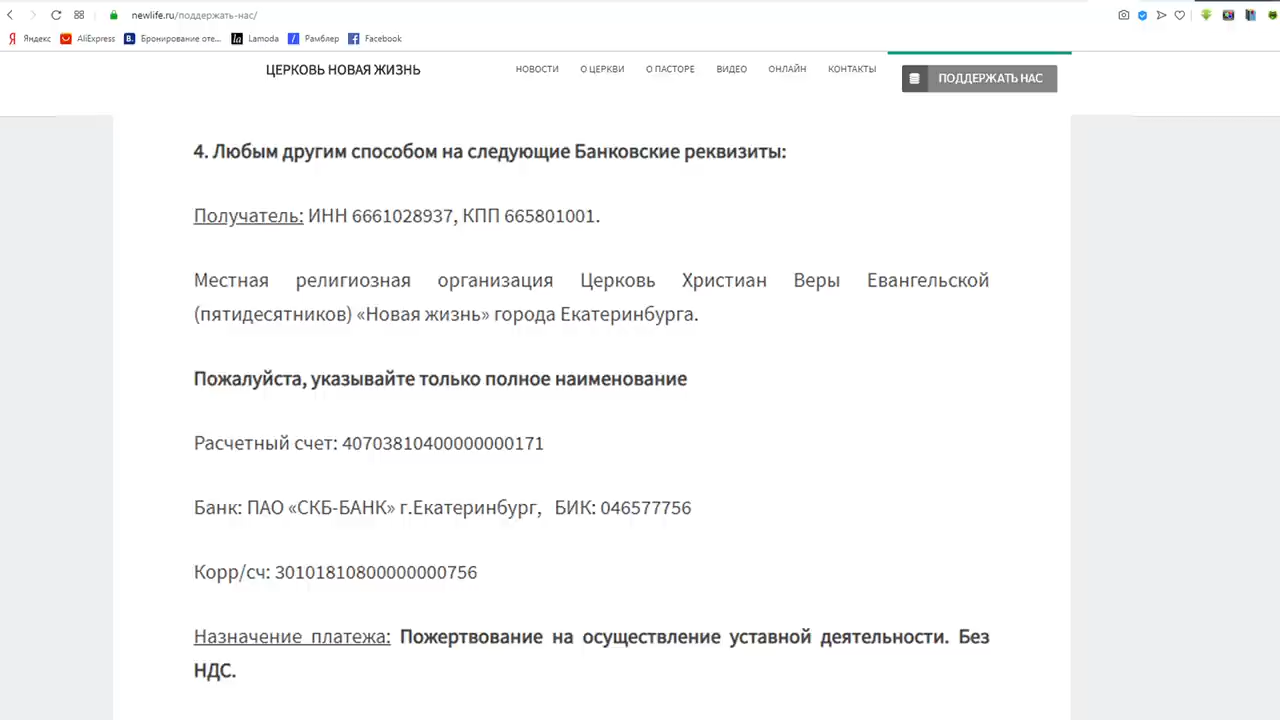 newlife.ru/поддержать-нас/
Яндекс AliExpress Бронирование оте... Lamoda Рамблер Facebook
ЦЕРКОВЬ НОВАЯ ЖИЗНЬ НОВОСТИ О ЦЕРКВИ О ПАСТОРЕ ВИДЕО ОНЛАЙН КОНТАКТЫ ПОДДЕРЖАТЬ НАС
4. Любым другим способом на следующие Банковские реквизиты:
Получатель: ИНН 6661028937, КПП 665801001.
Местная религиозная организация Церковь Христиан Веры Евангельской
(пятидесятников) «Новая жизнь» города Екатеринбурга.
Пожалуйста, указывайте только полное наименование
Расчетный счет: 40703810400000000171
Банк: ПАО «СКБ-БАНК» г.Екатеринбург, БИК: 046577756
Корр/сч: 30101810800000000756
Назначение платежа: Пожертвование на осуществление уставной деятельности. Без
НДС.